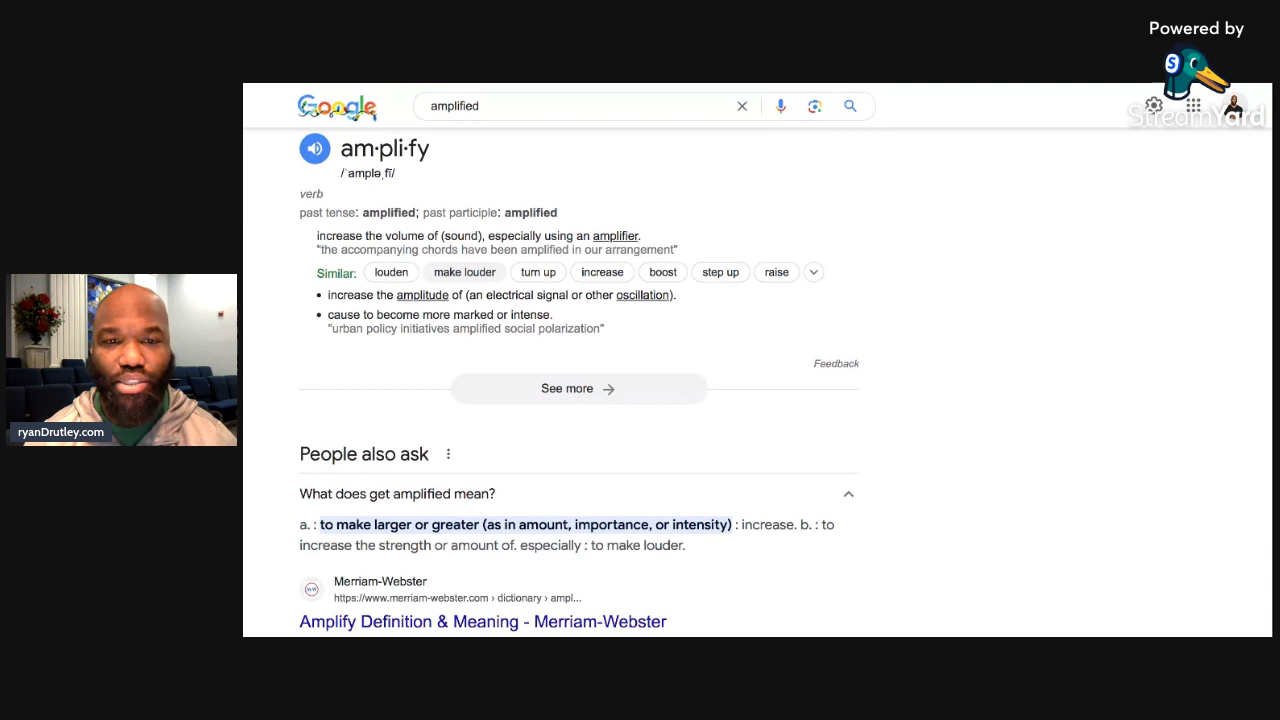 Powered by
S
StreamYard
Google
amplified
am·pli·fy
/ˈampləˌfī/
verb
past tense: amplified; past participle: amplified
increase the volume of (sound), especially using an amplifier.
"the accompanying chords have been amplified in our arrangement"
Similar: louden make louder turn up increase boost step up raise
• increase the amplitude of (an electrical signal or other oscillation).
• cause to become more marked or intense.
"urban policy initiatives amplified social polarization"
Feedback
See more →
ryanDrutley.com
People also ask
What does get amplified mean?
a. : to make larger or greater (as in amount, importance, or intensity) : increase. b. : to
increase the strength or amount of. especially : to make louder.
Merriam-Webster
https://www.merriam-webster.com › dictionary › ampl...
Amplify Definition & Meaning - Merriam-Webster